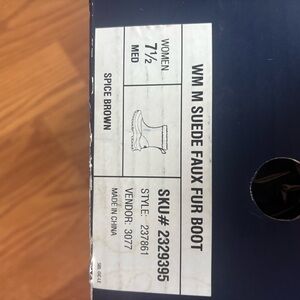 WM M SUEDE FAUX FUR BOOT
WOMEN
7½
MED
SPICE BROWN
SKU# 2329395
STYLE: 237861
VENDOR: 3077
MADE IN CHINA